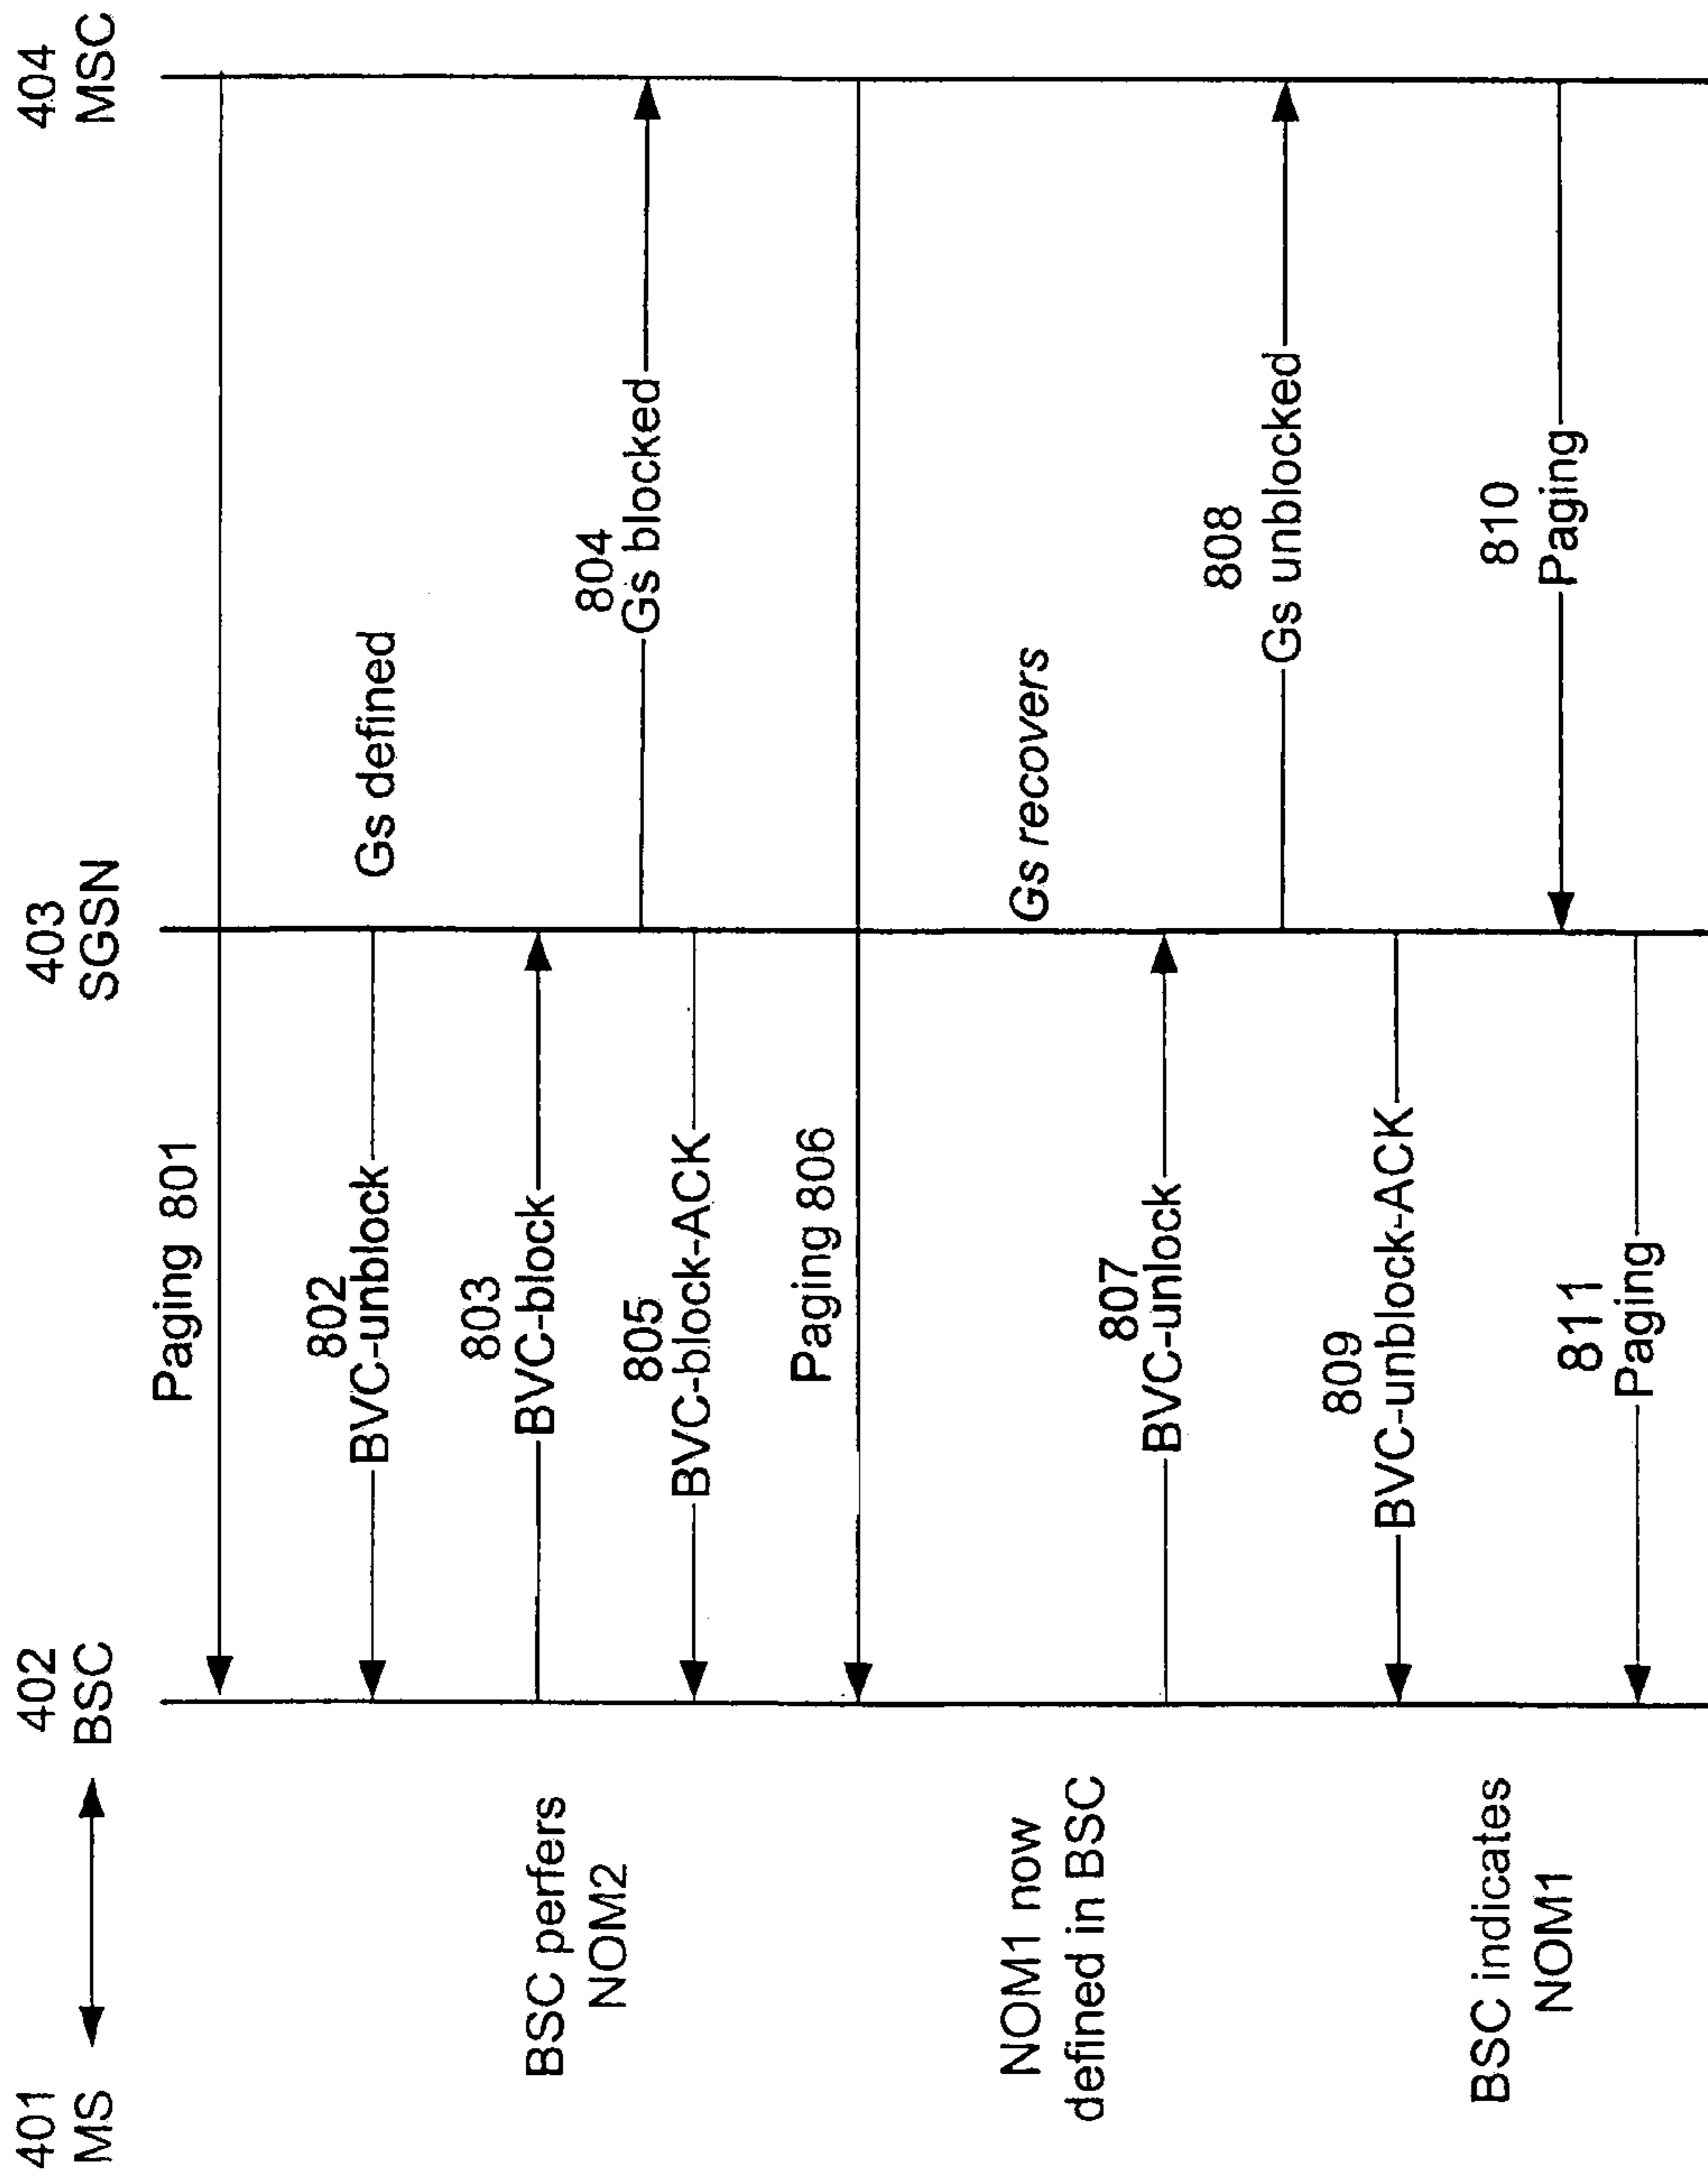 401
MS
402
BSC
403
SGSN
404
MSC
Paging 801
802
BVC-unblock
Gs defined
BSC perfers
NOM2
803
BVC-block
804
Gs blocked
805
BVC-block-ACK
Paging 806
NOM1 now
defined in BSC
Gs recovers
807
BVC-unlock
808
Gs unblocked
809
BVC-unblock-ACK
BSC indicates
NOM1
810
Paging
811
Paging